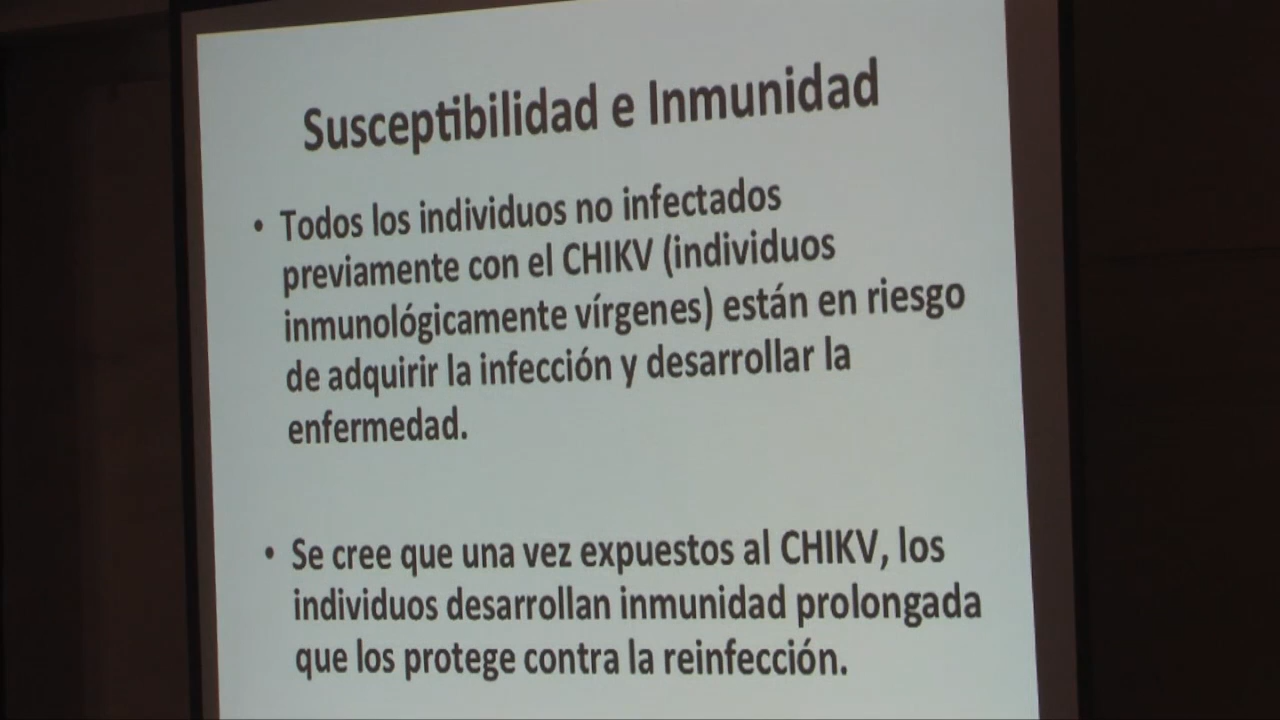 Susceptibilidad e Inmunidad
• Todos los individuos no infectados
previamente con el CHIKV (individuos
inmunológicamente vírgenes) están en riesgo
de adquirir la infección y desarrollar la
enfermedad.
• Se cree que una vez expuestos al CHIKV, los
individuos desarrollan inmunidad prolongada
que los protege contra la reinfección.